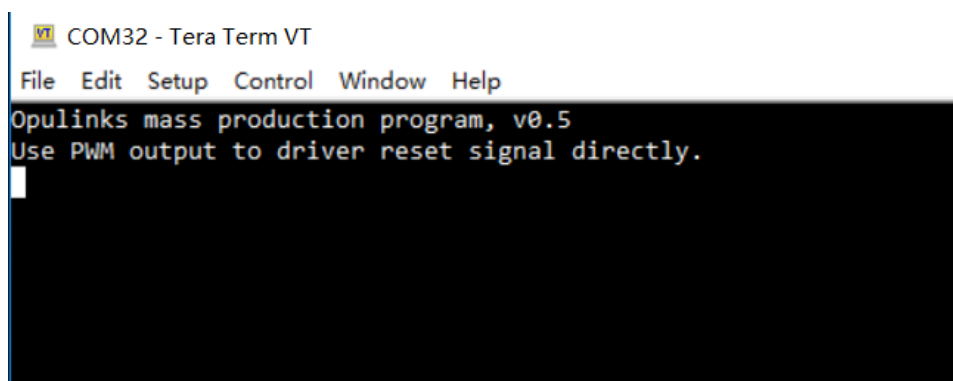 COM32 - Tera Term VT
File Edit Setup Control Window Help
Opulinks mass production program, v0.5
Use PWM output to driver reset signal directly.